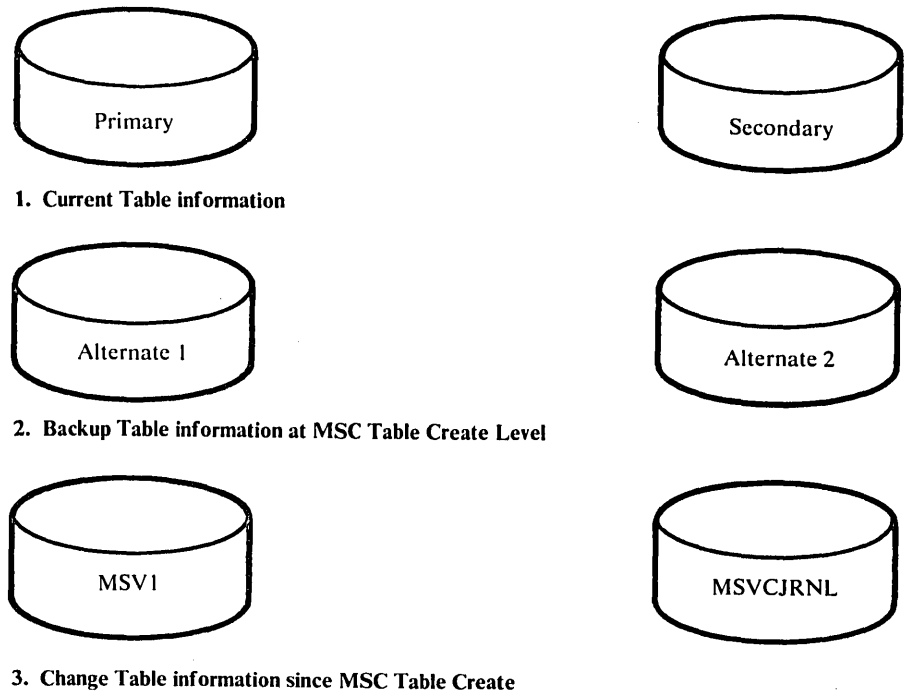 Primary
Secondary
1. Current Table information
Alternate 1
Alternate 2
2. Backup Table information at MSC Table Create Level
MSV1
MSVCJRNL
3. Change Table information since MSC Table Create